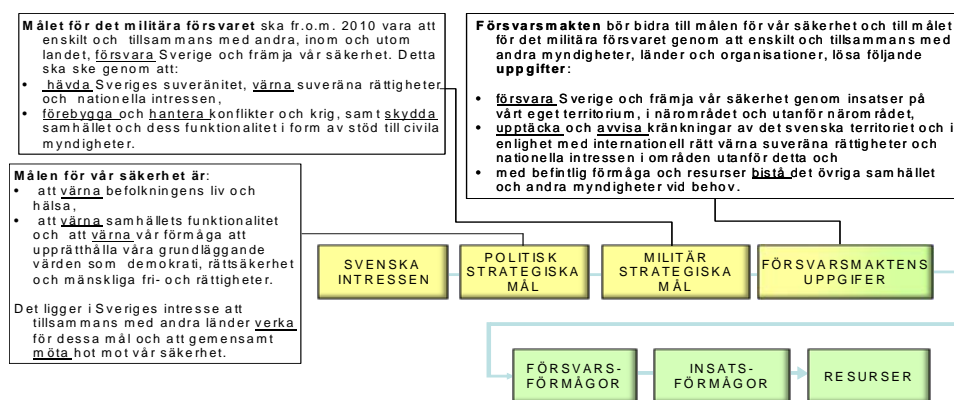 Målet för det militära försvaret ska fr.o.m. 2010 vara att
enskilt och tillsammans med andra, inom och utom
landet, försvara Sverige och främja vår säkerhet. Detta
ska ske genom att:
• hävda Sveriges suveränitet, värna suveräna rättigheter
och nationella intressen,
• förebygga och hantera konflikter och krig, samt skydda
samhället och dess funktionalitet i form av stöd till civila
myndigheter.
Försvarsmakten bör bidra till målen för vår säkerhet och till målet
för det militära försvaret genom att enskilt och tillsammans med
andra myndigheter, länder och organisationer, lösa följande
uppgifter:
• försvara Sverige och främja vår säkerhet genom insatser på
vårt eget territorium, i närområdet och utanför närområdet,
• upptäcka och avvisa kränkningar av det svenska territoriet och i
enlighet med internationell rätt värna suveräna rättigheter och
nationella intressen i områden utanför detta och
• med befintlig förmåga och resurser bistå det övriga samhället
och andra myndigheter vid behov.
Målen för vår säkerhet är:
• att värna befolkningens liv och
hälsa,
• att värna samhällets funktionalitet
och att värna vår förmåga att
upprätthålla våra grundläggande
värden som demokrati, rättsäkerhet
och mänskliga fri- och rättigheter.
Det ligger i Sveriges intresse att
tillsammans med andra länder verka
för dessa mål och att gemensamt
möta hot mot vår säkerhet.
SVENSKA
INTRESSEN
POLITISK
STRATEGISKA
MÅL
MILITÄR
STRATEGISKA
MÅL
FÖRSVARSMAKTENS
UPPGIFER
FÖRSVARS-
FÖRMÅGOR
INSATS-
FÖRMÅGOR
RESURSER